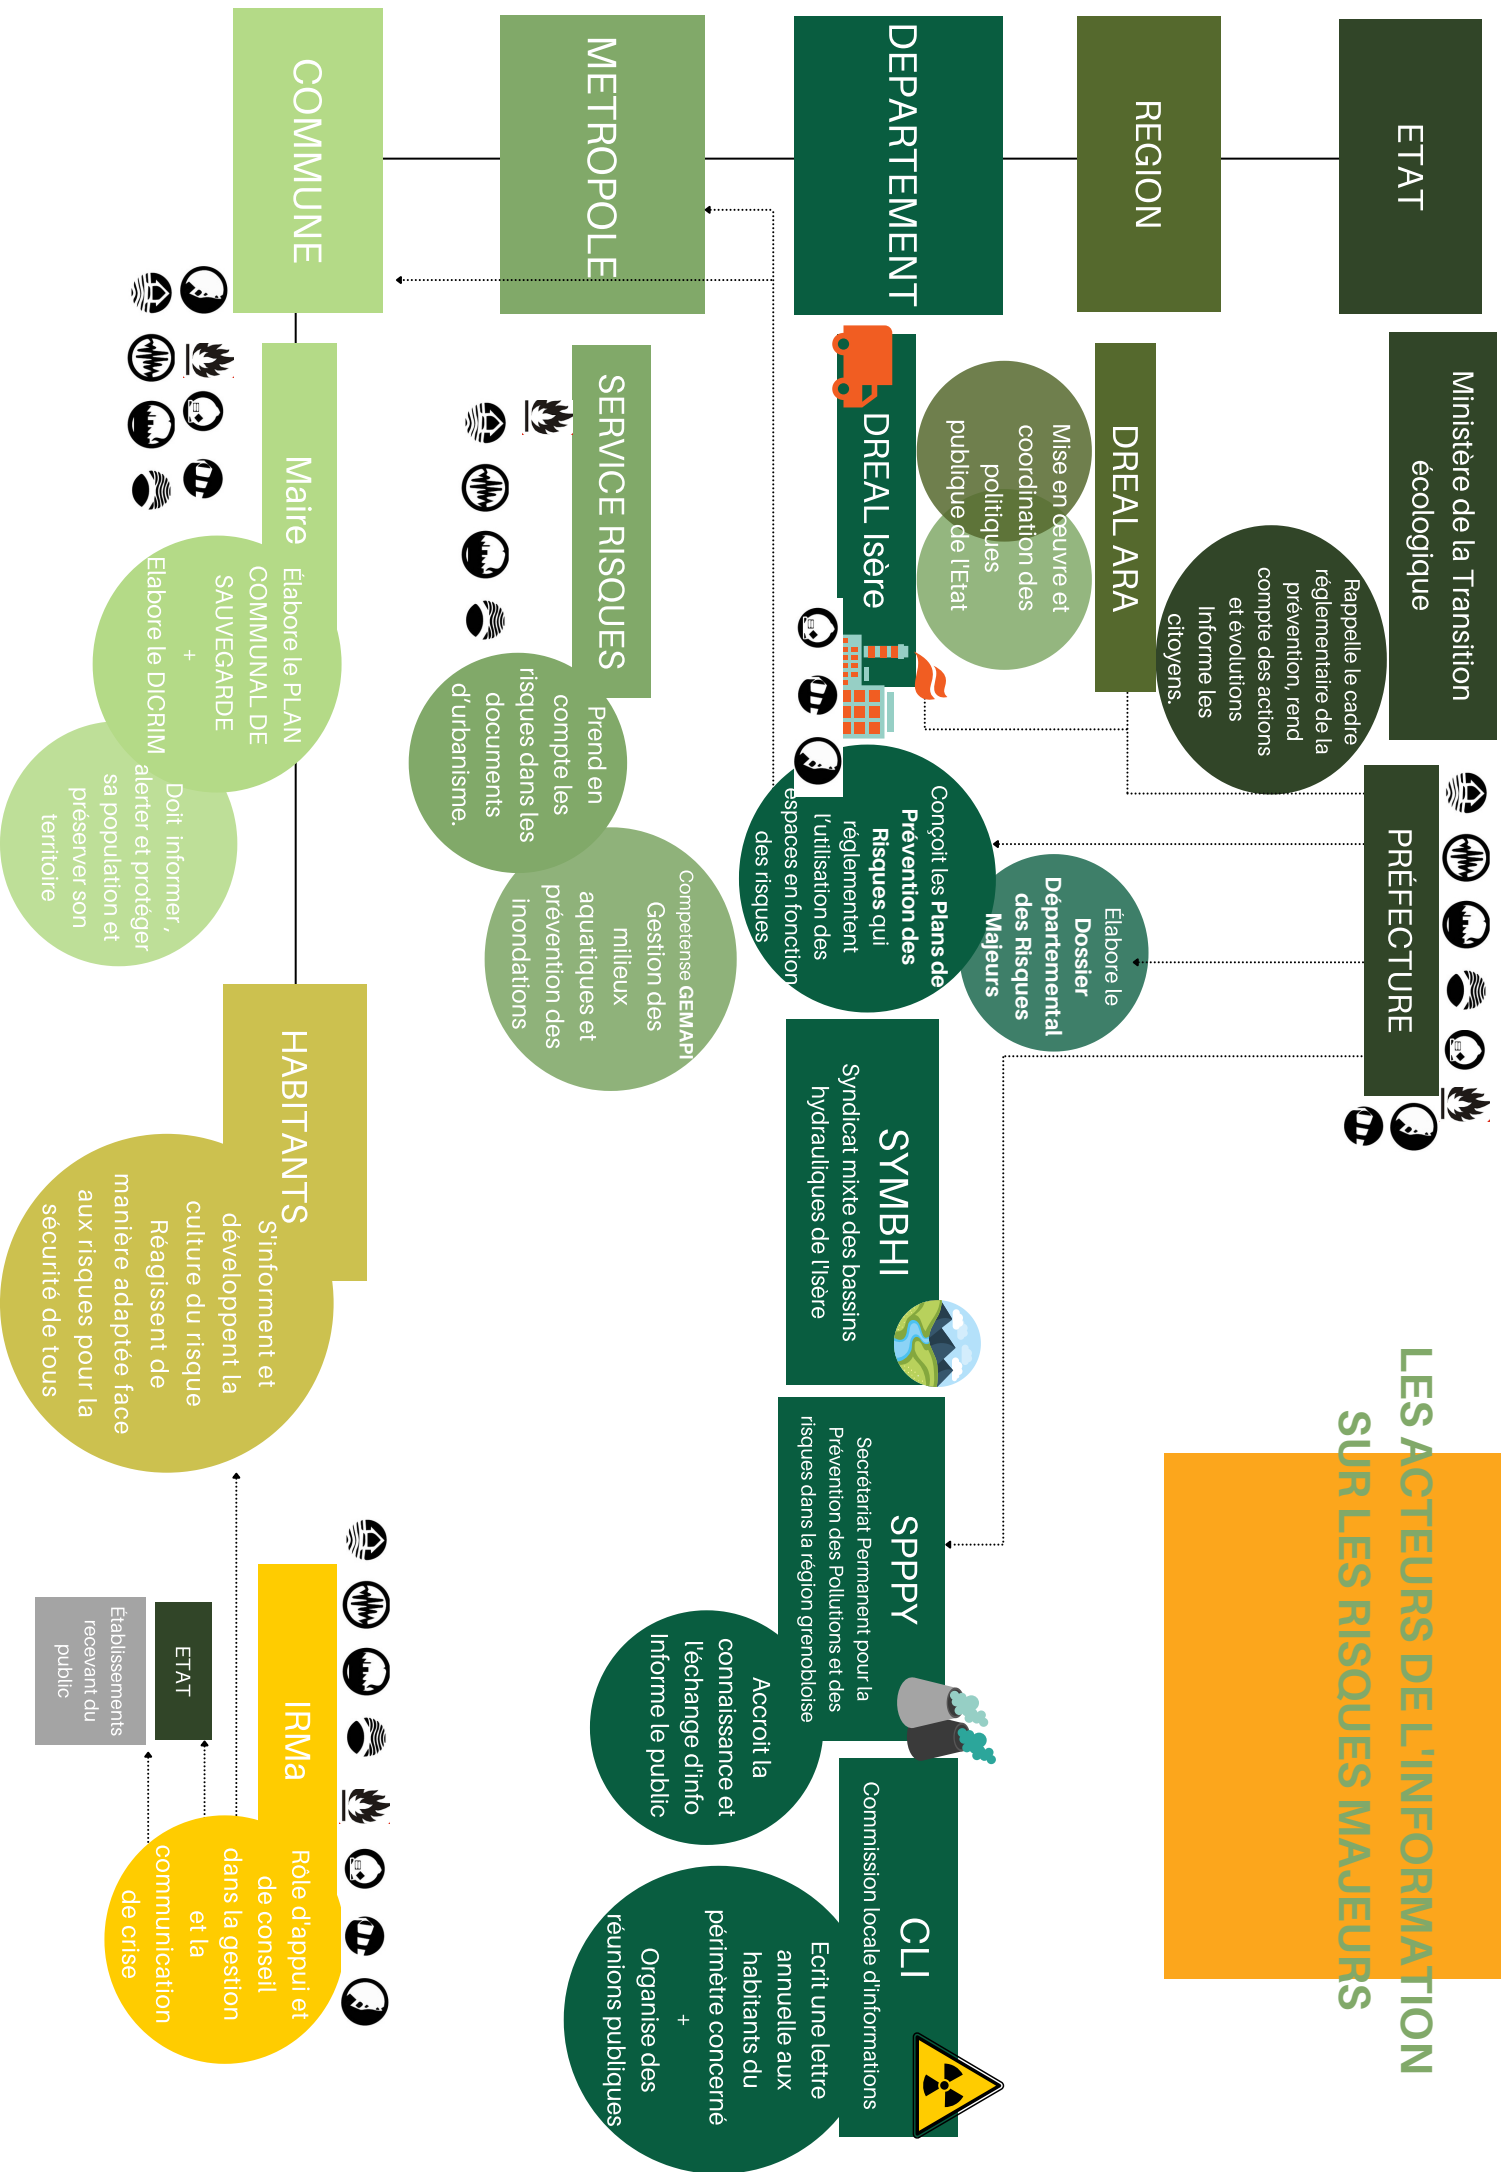 LES ACTEURS DE L'INFORMATION
SUR LES RISQUES MAJEURS
ETAT
Ministère de la Transition
écologique
Rappelle le cadre
réglementaire de la
prévention, rend
compte des actions
et évolutions
Informe les
citoyens.
PRÉFECTURE
REGION
DREAL ARA
Mise en œuvre et
coordination des
politiques
publique de l'Etat
Élabore le
Dossier
Départemental
des Risques
Majeurs
DEPARTEMENT
DREAL Isère
Conçoit les Plans de
Prévention des
Risques qui
réglementent
l'utilisation des
espaces en fonction
des risques
SYMBHI
Syndicat mixte des bassins
hydrauliques de l'Isère
SPPPY
Secrétariat Permanent pour la
Prévention des Pollutions et des
risques dans la région grenobloise
Accroit la
connaissance et
l'échange d'info
Informe le public
CLI
Commission locale d'informations
Ecrit une lettre
annuelle aux
habitants du
périmètre concerné
+
Organise des
réunions publiques
METROPOLE
SERVICE RISQUES
Prend en
compte les
risques dans les
documents
d'urbanisme.
Competense GEMAPI
Gestion des
milieux
aquatiques et
prévention des
inondations
COMMUNE
Maire
Élabore le PLAN
COMMUNAL DE
SAUVEGARDE
+
Elabore le DICRIM
Doit informer ,
alerter et protéger
sa population et
préserver son
territoire
HABITANTS
S'informent et
développent la
culture du risque
Réagissent de
manière adaptée face
aux risques pour la
sécurité de tous
IRMa
Rôle d'appui et
de conseil
dans la gestion
et la
communication
de crise
ETAT
Établissements
recevant du
public